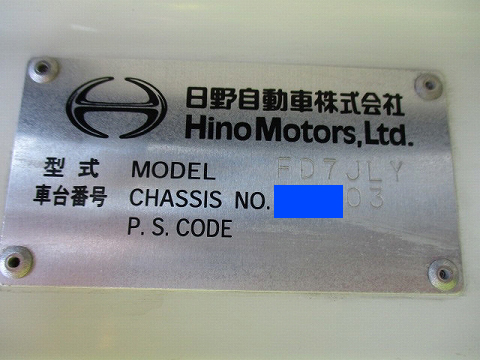 日野自動車株式会社
Hino Motors, Ltd.
型式 MODEL FD7JLY
車台番号 CHASSIS NO. 03
P.S. CODE